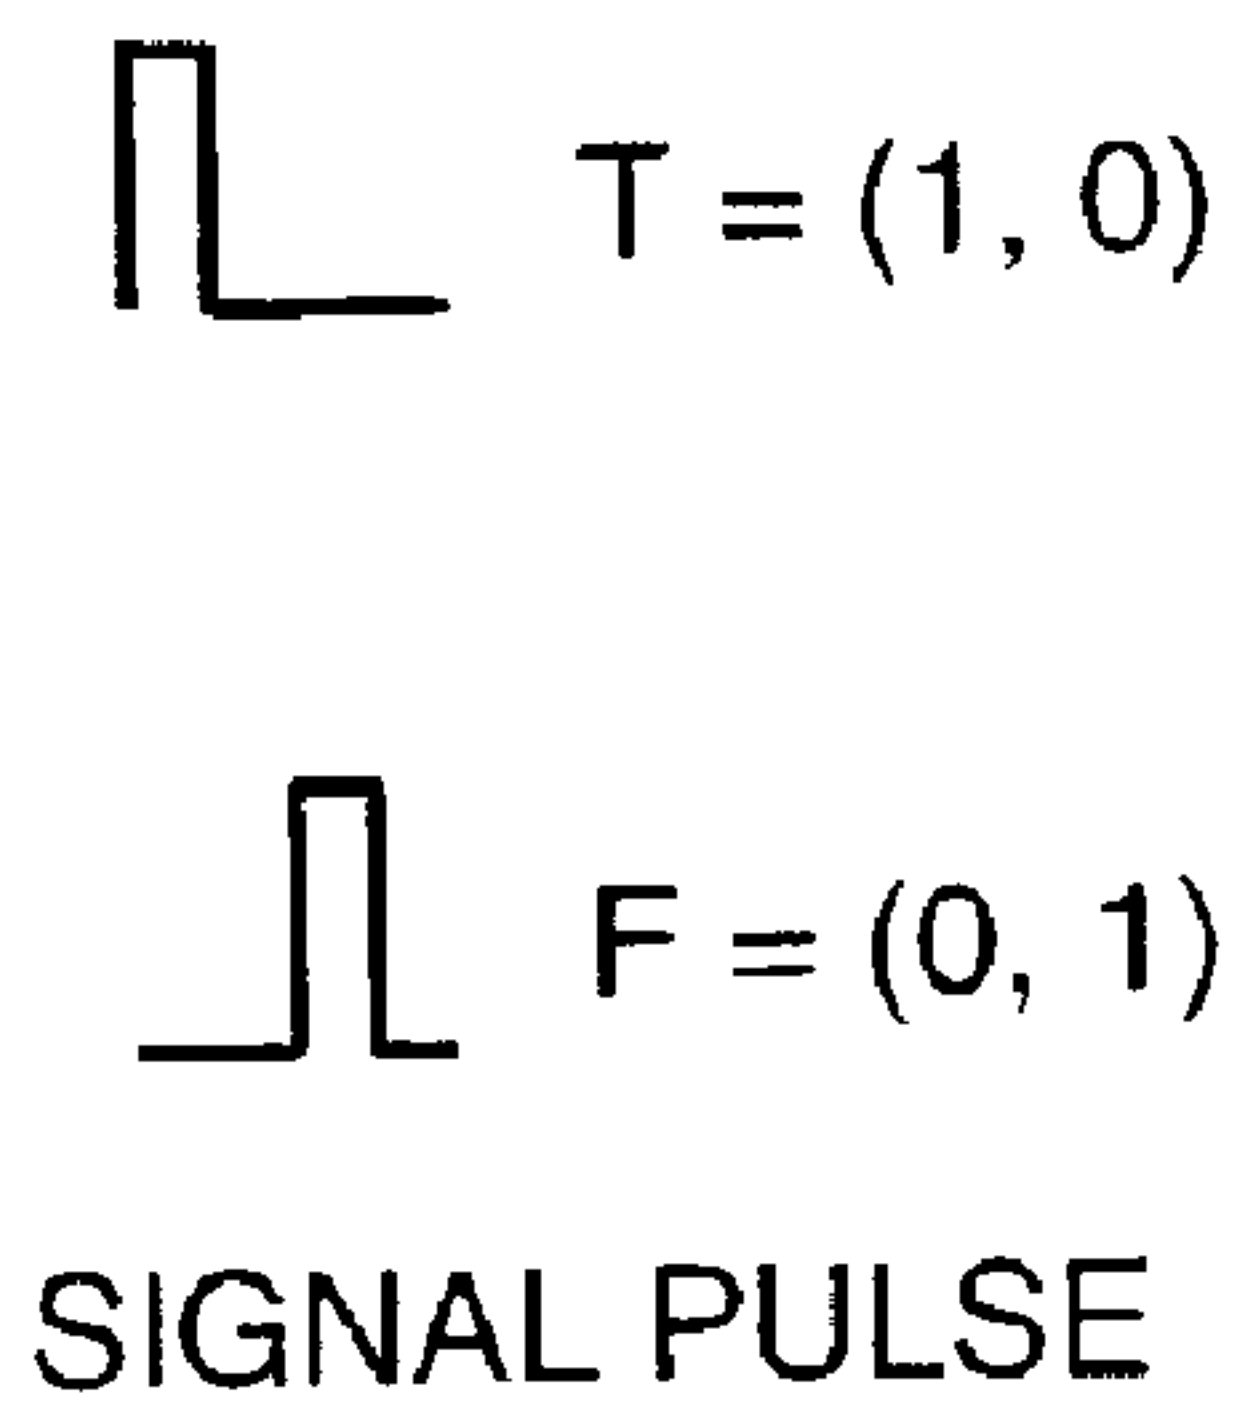 T = (1, 0)
F = (0, 1)
SIGNAL PULSE